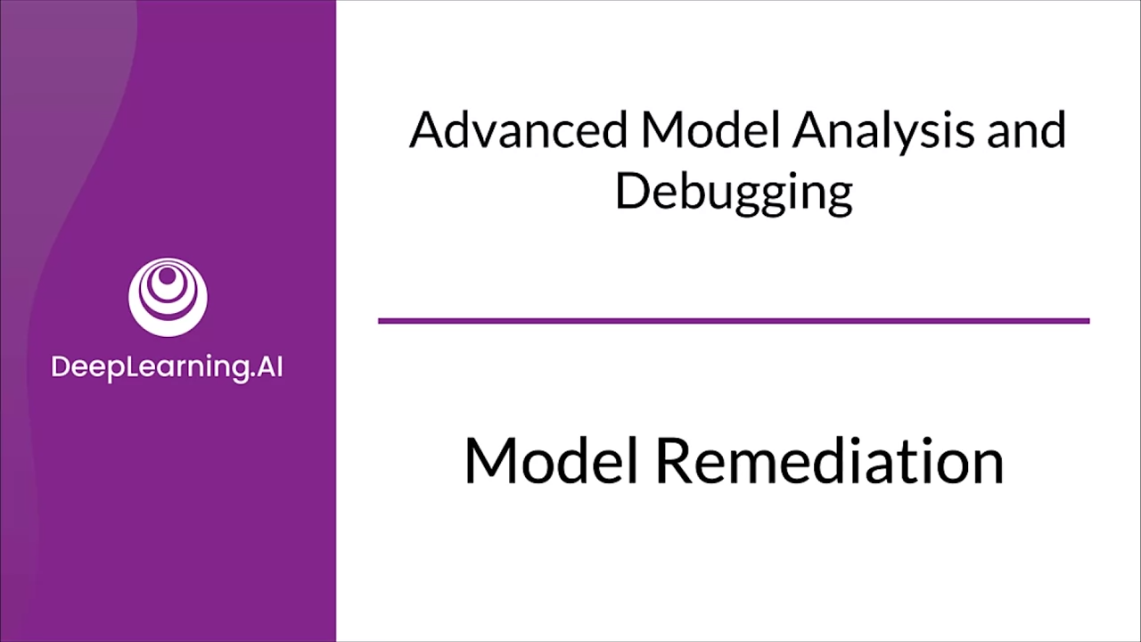 Advanced Model Analysis and
Debugging
DeepLearning.AI
Model Remediation